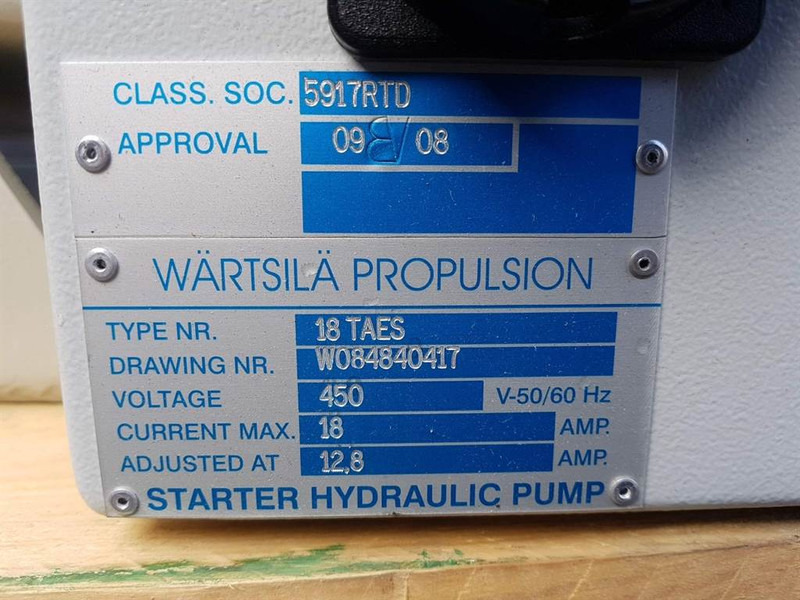 CLASS. SOC. 5917RTD
APPROVAL 09 BV 08
WÄRTSILÄ PROPULSION
TYPE NR. 18 TAES
DRAWING NR. W084840417
VOLTAGE 450 V-50/60 Hz
CURRENT MAX. 18 AMP.
ADJUSTED AT 12,8 AMP.
STARTER HYDRAULIC PUMP